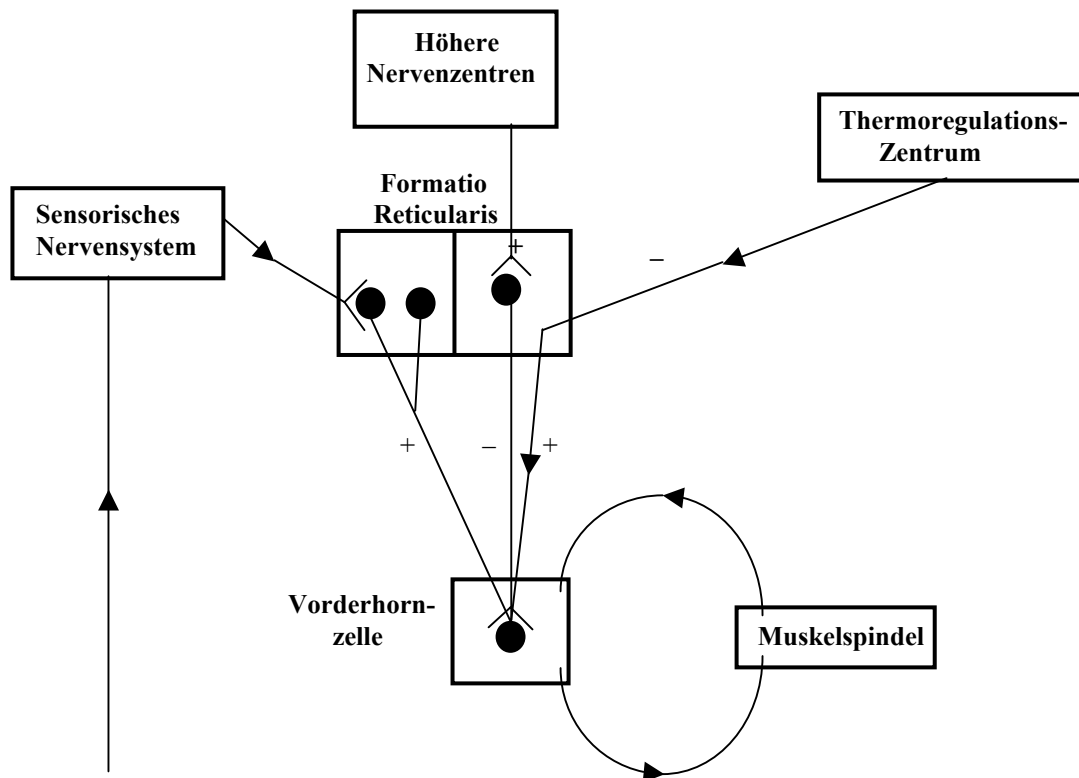 Höhere
Nervenzentren
Thermoregulations-
Zentrum
Formatio
Reticularis
Sensorisches
Nervensystem
+
–
+
–
+
Vorderhorn-
zelle
Muskelspindel